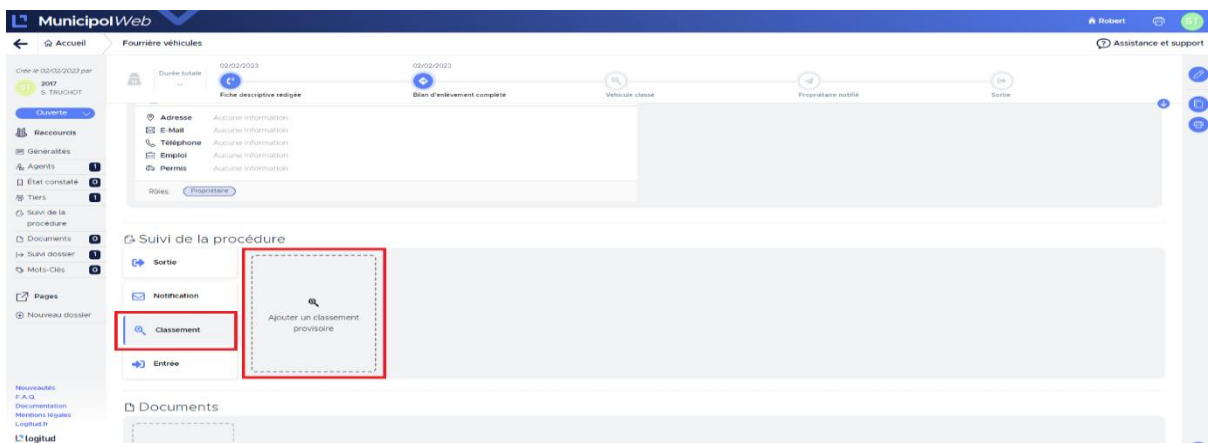 MunicipolWeb
Robert
ST
Accueil
Fourrière véhicules
Assistance et support
Crée le 02/02/2023 par
ST
2017
S. TRUCHOT
Ouverte
Raccourcis
Généralités
Agents 1
État constaté 0
Tiers 1
Suivi de la
procédure
Documents 0
Suivi dossier 1
Mots-Clés 0
Pages
Nouveau dossier
Nouveautés
F.A.Q.
Documentation
Mentions légales
Logitud.fr
logitud
Durée totale
--
02/02/2023
Fiche descriptive rédigée
02/02/2023
Bilan d'enlèvement complété
Véhicule classé
Propriétaire notifié
Sortie
Adresse Aucune information
E-Mail Aucune information
Téléphone Aucune information
Emploi Aucune information
Permis Aucune information
Rôles: Propriétaire
Suivi de la procédure
Sortie
Notification
Classement
Entrée
Ajouter un classement
provisoire
Documents